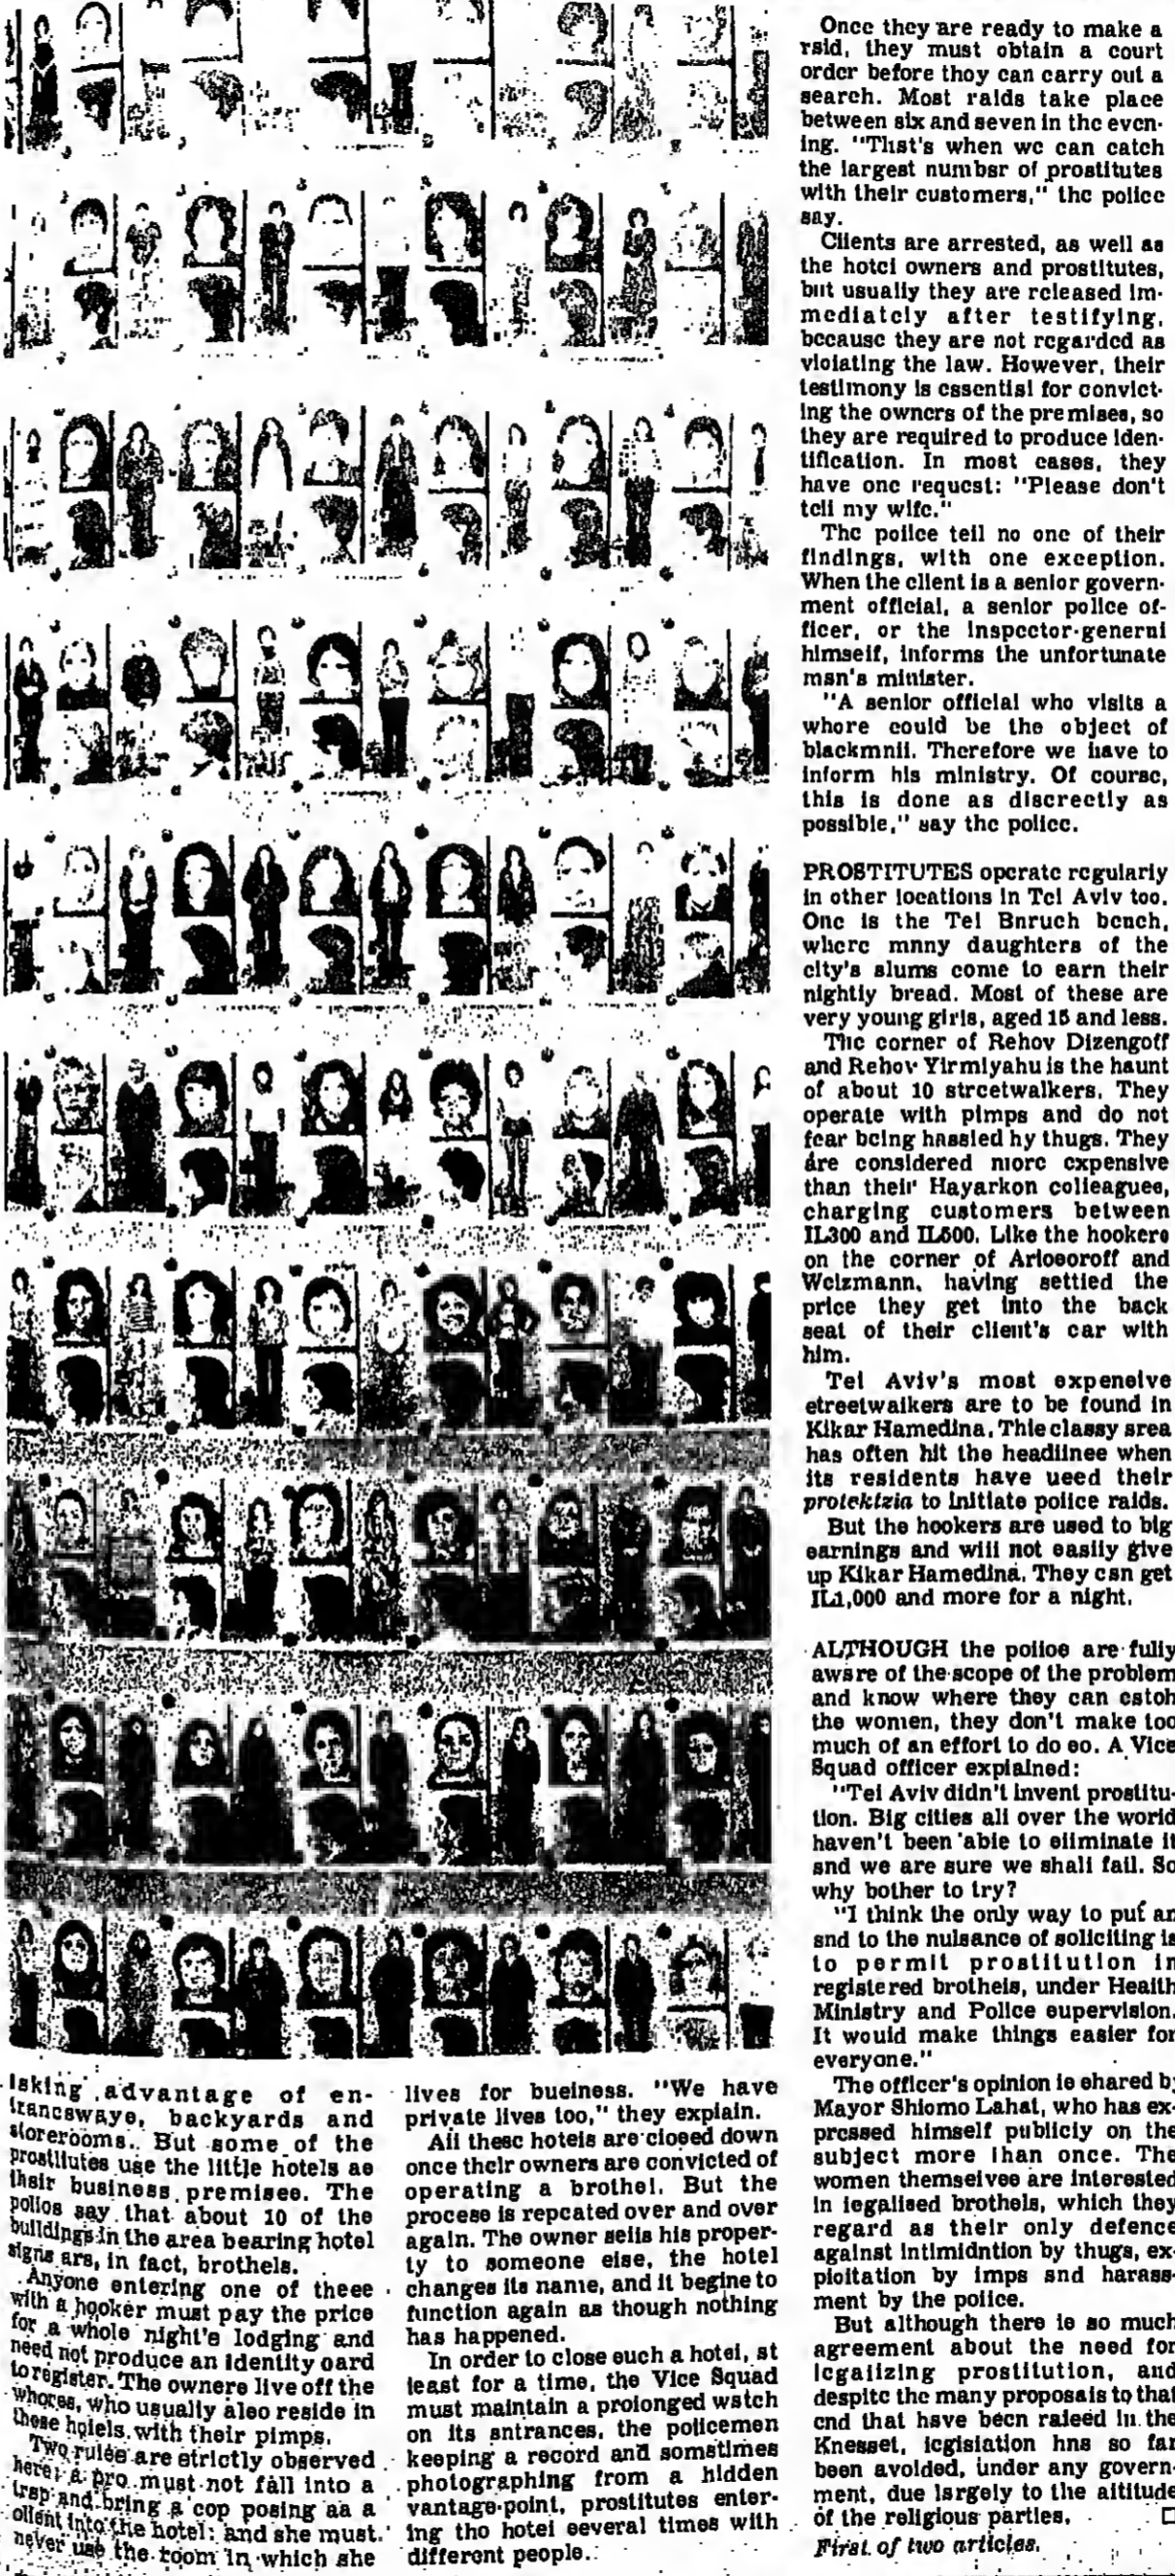 taking advantage of en-
tranceways, backyards and
storerooms. But some of the
prostitutes use the little hotels as
their business premises. The
police say that about 10 of the
buildings in the area bearing hotel
signs are, in fact, brothels.
Anyone entering one of these
with a hooker must pay the price
for a whole night's lodging and
need not produce an identity card
to register. The owners live off the
whores, who usually also reside in
these hotels with their pimps.
Two rules are strictly observed
here: a pro must not fall into a
trap and bring a cop posing as a
client into the hotel; and she must
never use the room in which she
lives for business. "We have
private lives too," they explain.
All these hotels are closed down
once their owners are convicted of
operating a brothel. But the
process is repeated over and over
again. The owner sells his proper-
ty to someone else, the hotel
changes its name, and it begins to
function again as though nothing
has happened.
In order to close such a hotel, at
least for a time, the Vice Squad
must maintain a prolonged watch
on its entrances, the policemen
keeping a record and sometimes
photographing from a hidden
vantage-point, prostitutes enter-
ing the hotel several times with
different people.
Once they are ready to make a
raid, they must obtain a court
order before they can carry out a
search. Most raids take place
between six and seven in the even-
ing. "That's when we can catch
the largest number of prostitutes
with their customers," the police
say.
Clients are arrested, as well as
the hotel owners and prostitutes,
but usually they are released im-
mediately after testifying,
because they are not regarded as
violating the law. However, their
testimony is essential for convict-
ing the owners of the premises, so
they are required to produce iden-
tification. In most cases, they
have one request: "Please don't
tell my wife."
The police tell no one of their
findings, with one exception.
When the client is a senior govern-
ment official, a senior police of-
ficer, or the inspector-general
himself, informs the unfortunate
man's minister.
"A senior official who visits a
whore could be the object of
blackmail. Therefore we have to
inform his ministry. Of course,
this is done as discreetly as
possible," say the police.
PROSTITUTES operate regularly
in other locations in Tel Aviv too.
One is the Tel Baruch beach,
where many daughters of the
city's slums come to earn their
nightly bread. Most of these are
very young girls, aged 15 and less.
The corner of Rehov Dizengoff
and Rehov Yirmiyahu is the haunt
of about 10 streetwalkers. They
operate with pimps and do not
fear being hassled by thugs. They
are considered more expensive
than their Hayarkon colleagues,
charging customers between
IL300 and IL500. Like the hookers
on the corner of Arlosoroff and
Weizmann, having settled the
price they get into the back
seat of their client's car with
him.
Tel Aviv's most expensive
streetwalkers are to be found in
Kikar Hamedina. This classy area
has often hit the headlines when
its residents have used their
protektzia to initiate police raids.
But the hookers are used to big
earnings and will not easily give
up Kikar Hamedina. They can get
IL1,000 and more for a night.
ALTHOUGH the police are fully
aware of the scope of the problem
and know where they can catch
the women, they don't make too
much of an effort to do so. A Vice
Squad officer explained:
"Tel Aviv didn't invent prostitu-
tion. Big cities all over the world
haven't been able to eliminate it
and we are sure we shall fail. So
why bother to try?
"I think the only way to put an
end to the nuisance of soliciting is
to permit prostitution in
registered brothels, under Health
Ministry and Police supervision.
It would make things easier for
everyone."
The officer's opinion is shared by
Mayor Shlomo Lahat, who has ex-
pressed himself publicly on the
subject more than once. The
women themselves are interested
in legalised brothels, which they
regard as their only defence
against intimidation by thugs, ex-
ploitation by imps and harass-
ment by the police.
But although there is so much
agreement about the need for
legalizing prostitution, and
despite the many proposals to that
end that have been raised in the
Knesset, legislation has so far
been avoided, under any govern-
ment, due largely to the attitude
of the religious parties.
First of two articles.